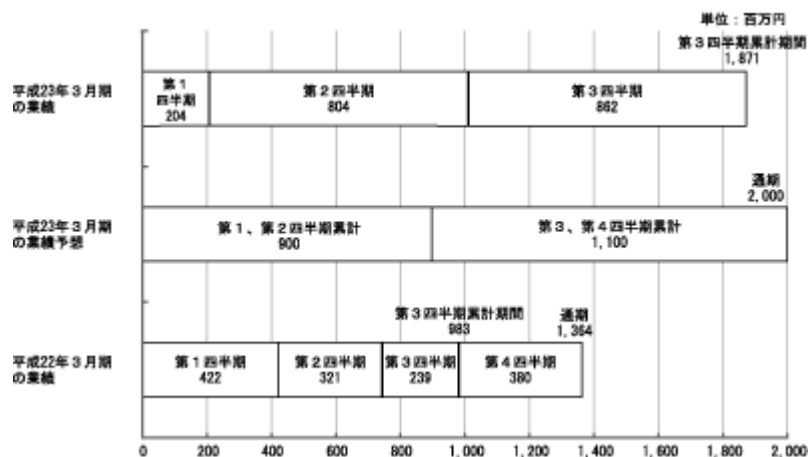 単位：百万円
第３四半期累計期間
1,871
平成23年３月期
の業績
第１
四半期
204
第２四半期
804
第３四半期
862
通期
2,000
平成23年３月期
の業績予想
第１、第２四半期累計
900
第３、第４四半期累計
1,100
第３四半期累計期間
983
通期
1,364
平成22年３月期
の業績
第１四半期
422
第２四半期
321
第３四半期
239
第４四半期
380
0 200 400 600 800 1,000 1,200 1,400 1,600 1,800 2,000